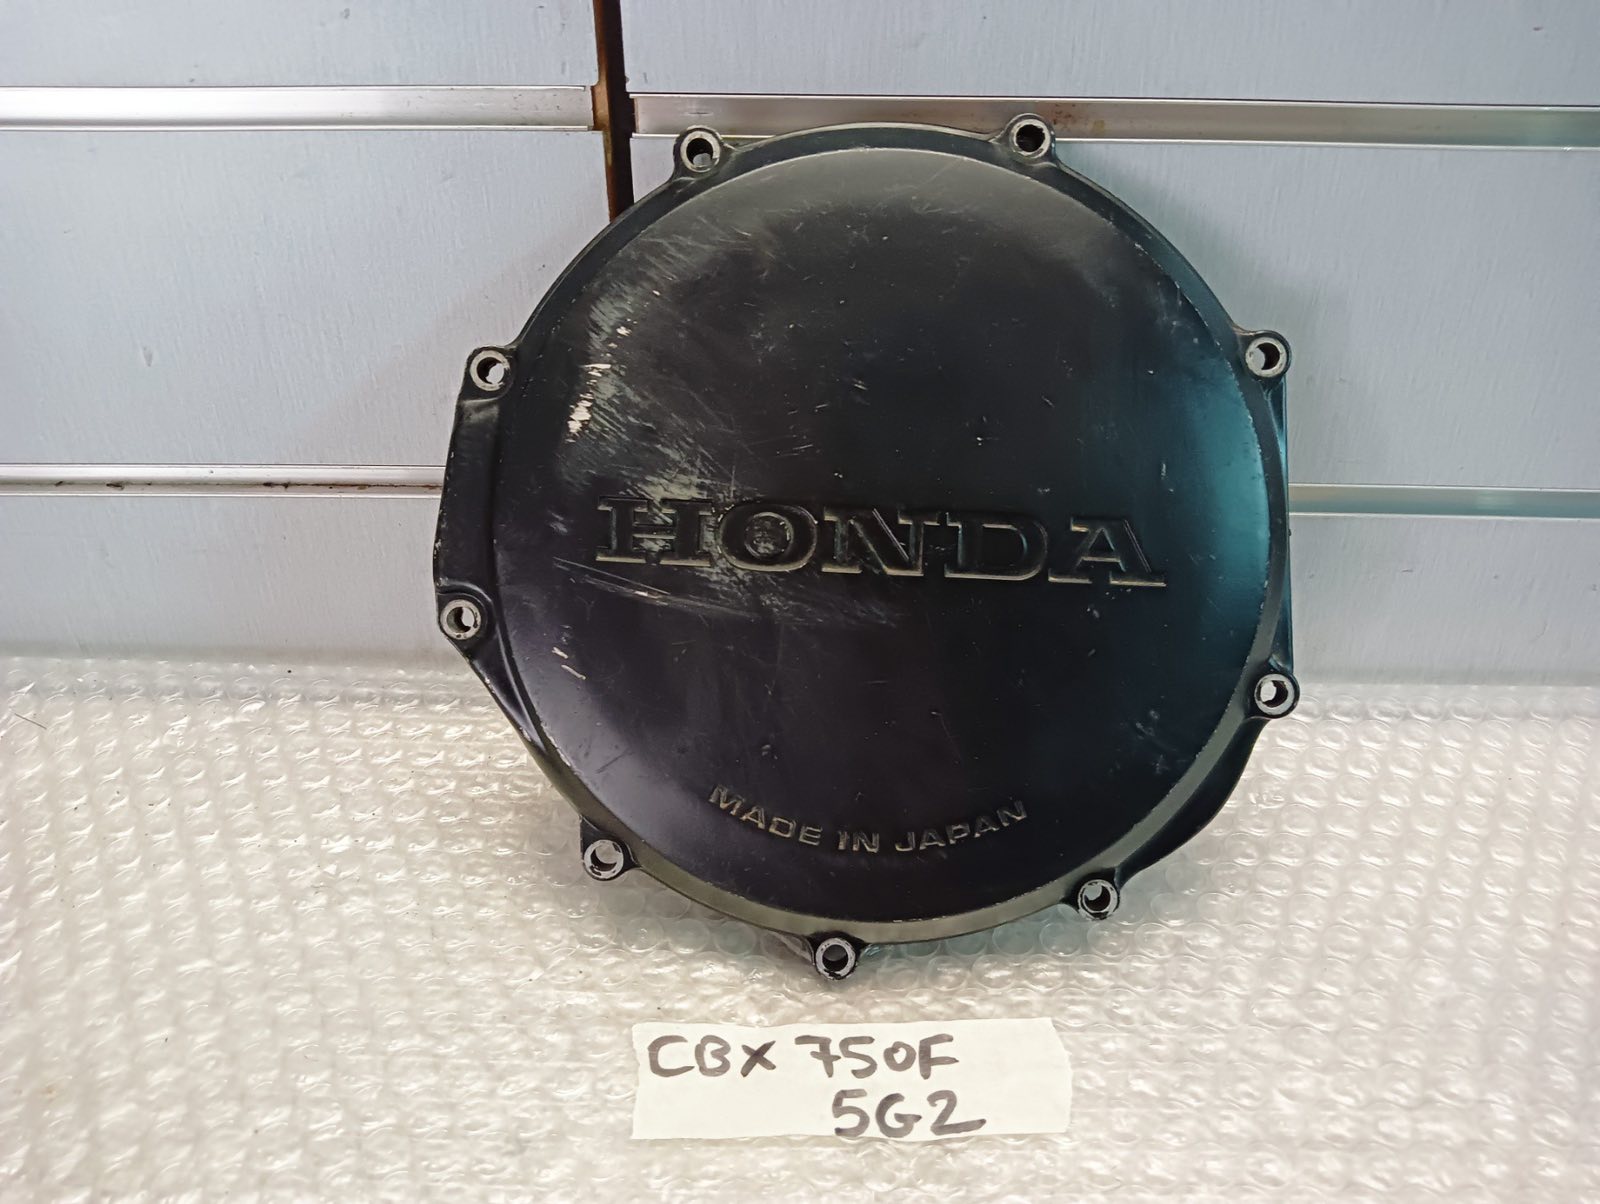 HONDA
MADE IN JAPAN
CBX 750F
5G2